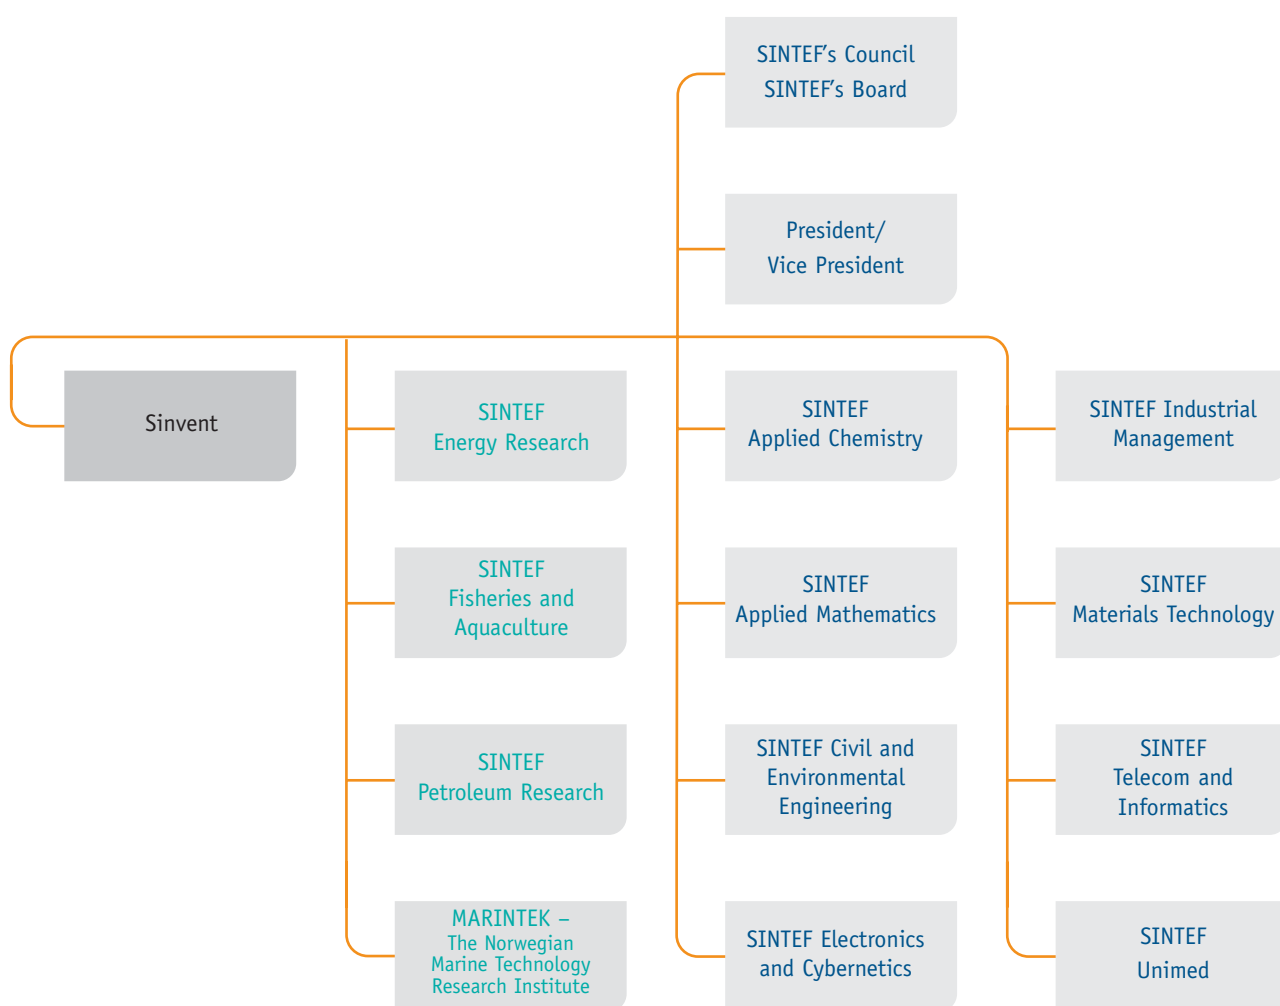 SINTEF's Council
SINTEF's Board
President/
Vice President
Sinvent
SINTEF
Energy Research
SINTEF
Applied Chemistry
SINTEF Industrial
Management
SINTEF
Fisheries and
Aquaculture
SINTEF
Applied Mathematics
SINTEF
Materials Technology
SINTEF
Petroleum Research
SINTEF Civil and
Environmental
Engineering
SINTEF
Telecom and
Informatics
MARINTEK –
The Norwegian
Marine Technology
Research Institute
SINTEF Electronics
and Cybernetics
SINTEF
Unimed